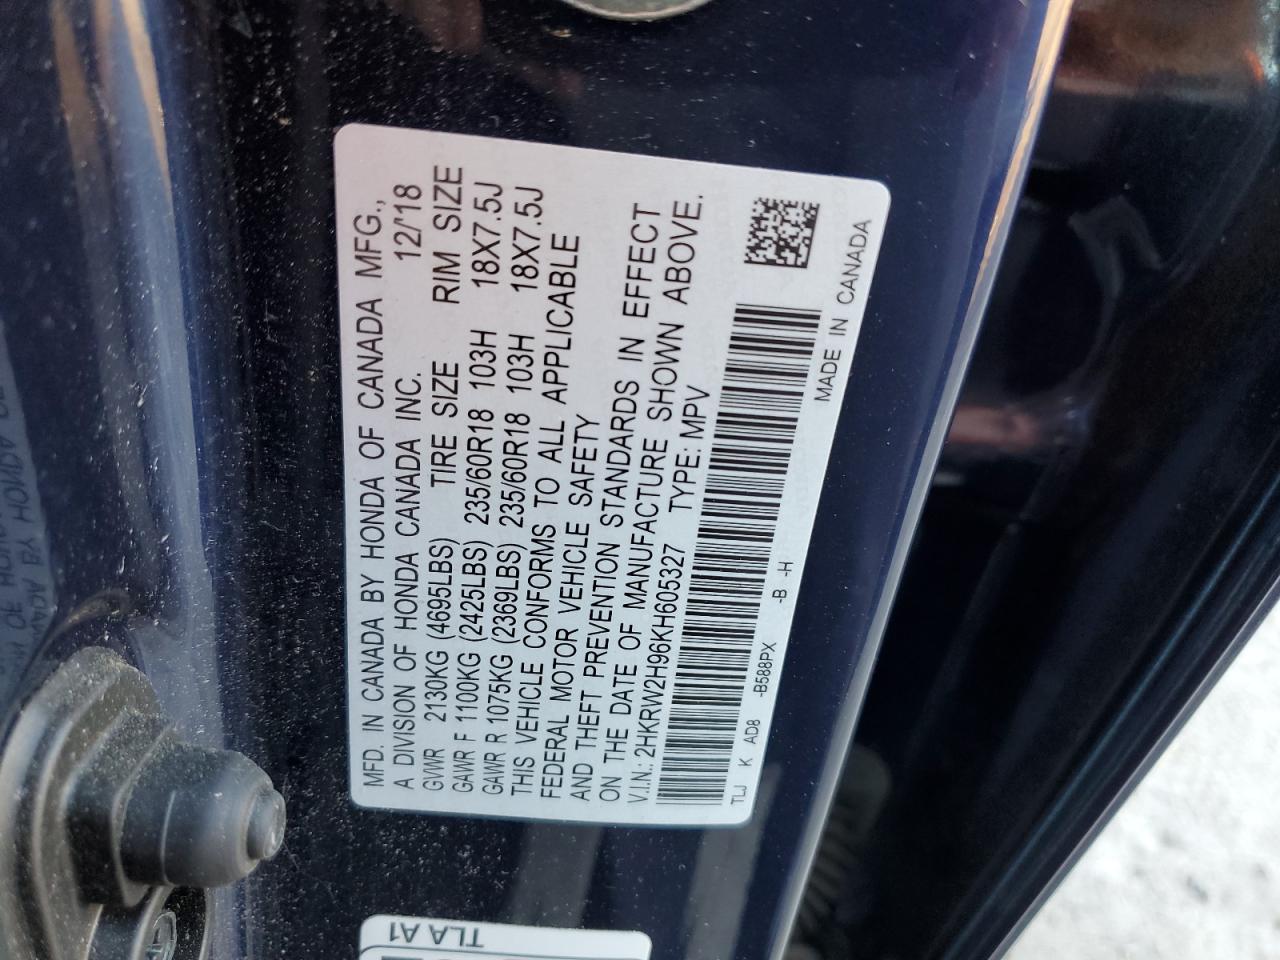 MFD. IN CANADA BY HONDA OF CANADA MFG.,
A DIVISION OF HONDA CANADA INC. 12/'18
GVWR 2130KG (4695LBS) TIRE SIZE RIM SIZE
GAWR F 1100KG (2425LBS) 235/60R18 103H 18X7.5J
GAWR R 1075KG (2369LBS) 235/60R18 103H 18X7.5J
THIS VEHICLE CONFORMS TO ALL APPLICABLE
FEDERAL MOTOR VEHICLE SAFETY
AND THEFT PREVENTION STANDARDS IN EFFECT
ON THE DATE OF MANUFACTURE SHOWN ABOVE.
V.I.N.: 2HKRW2H96KH605327 TYPE: MPV
TLJ K AD8 -B588PX -B -H
MADE IN CANADA
TLA A1